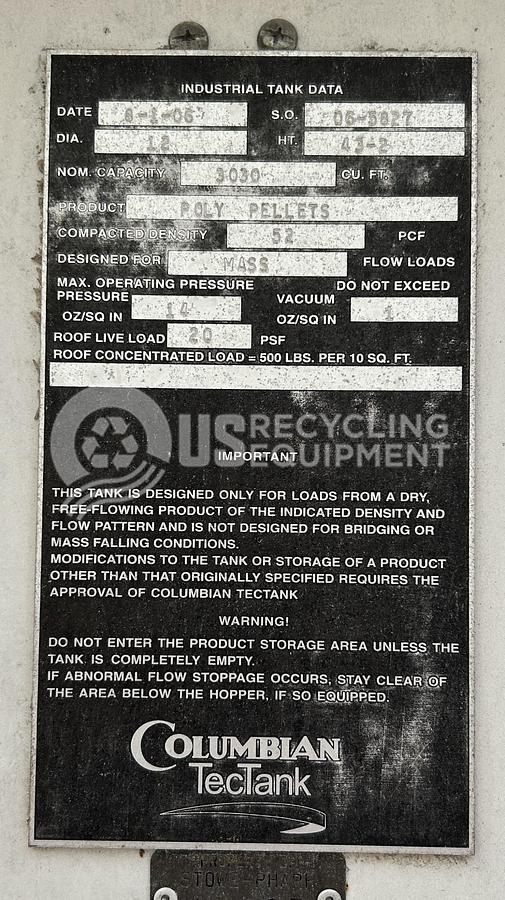 INDUSTRIAL TANK DATA
DATE 8-1-06 S.O. 06-5827
DIA. 12 HT. 43-2
NOM. CAPACITY 3030 CU. FT.
PRODUCT POLY PELLETS
COMPACTED DENSITY 52 PCF
DESIGNED FOR MASS FLOW LOADS
MAX. OPERATING PRESSURE DO NOT EXCEED
PRESSURE OZ/SQ IN 14 VACUUM OZ/SQ IN 1
ROOF LIVE LOAD 20 PSF
ROOF CONCENTRATED LOAD = 500 LBS. PER 10 SQ. FT.
US RECYCLING EQUIPMENT
IMPORTANT
THIS TANK IS DESIGNED ONLY FOR LOADS FROM A DRY,
FREE-FLOWING PRODUCT OF THE INDICATED DENSITY AND
FLOW PATTERN AND IS NOT DESIGNED FOR BRIDGING OR
MASS FALLING CONDITIONS.
MODIFICATIONS TO THE TANK OR STORAGE OF A PRODUCT
OTHER THAN THAT ORIGINALLY SPECIFIED REQUIRES THE
APPROVAL OF COLUMBIAN TECTANK
WARNING!
DO NOT ENTER THE PRODUCT STORAGE AREA UNLESS THE
TANK IS COMPLETELY EMPTY.
IF ABNORMAL FLOW STOPPAGE OCCURS, STAY CLEAR OF
THE AREA BELOW THE HOPPER, IF SO EQUIPPED.
COLUMBIAN
TecTank